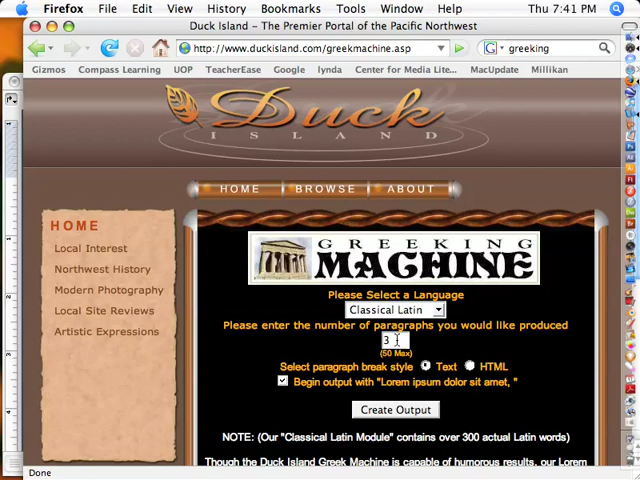 Firefox File Edit View History Bookmarks Tools Window Help Thu 7:41 PM
Duck Island - The Premier Portal of the Pacific Northwest
http://www.duckisland.com/greekmachine.asp
greeking
Gizmos Compass Learning UOP TeacherEase Google lynda Center for Media Lite... MacUpdate Millikan
Duck
ISLAND
HOME BROWSE ABOUT
HOME
Local Interest
Northwest History
Modern Photography
Local Site Reviews
Artistic Expressions
GREEKING
MACHINE
Please Select a Language
Classical Latin
Please enter the number of paragraphs you would like produced
3
(50 Max)
Select paragraph break style Text HTML
Begin output with "Lorem ipsum dolor sit amet, "
Create Output
NOTE: (Our "Classical Latin Module" contains over 300 actual Latin words)
Though the Duck Island Greek Machine is capable of humorous results, our Lorem
Done